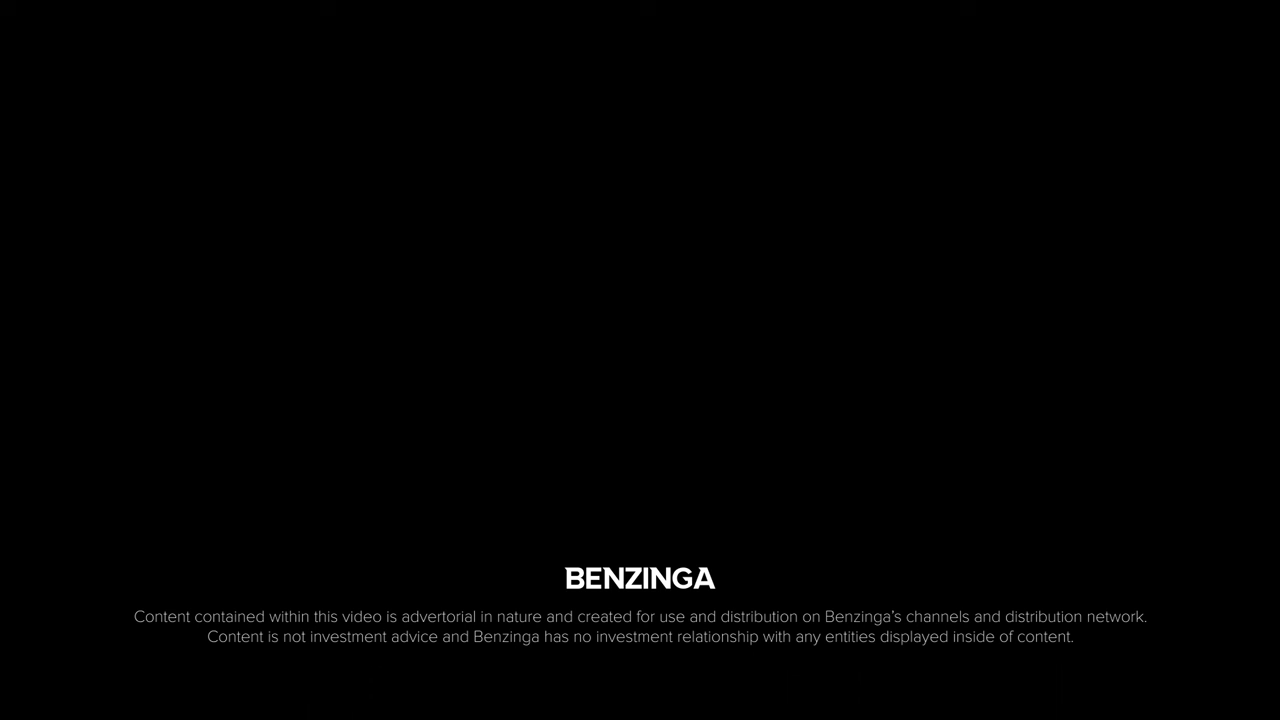 BENZINGA
Content contained within this video is advertorial in nature and created for use and distribution on Benzinga’s channels and distribution network.
Content is not investment advice and Benzinga has no investment relationship with any entities displayed inside of content.